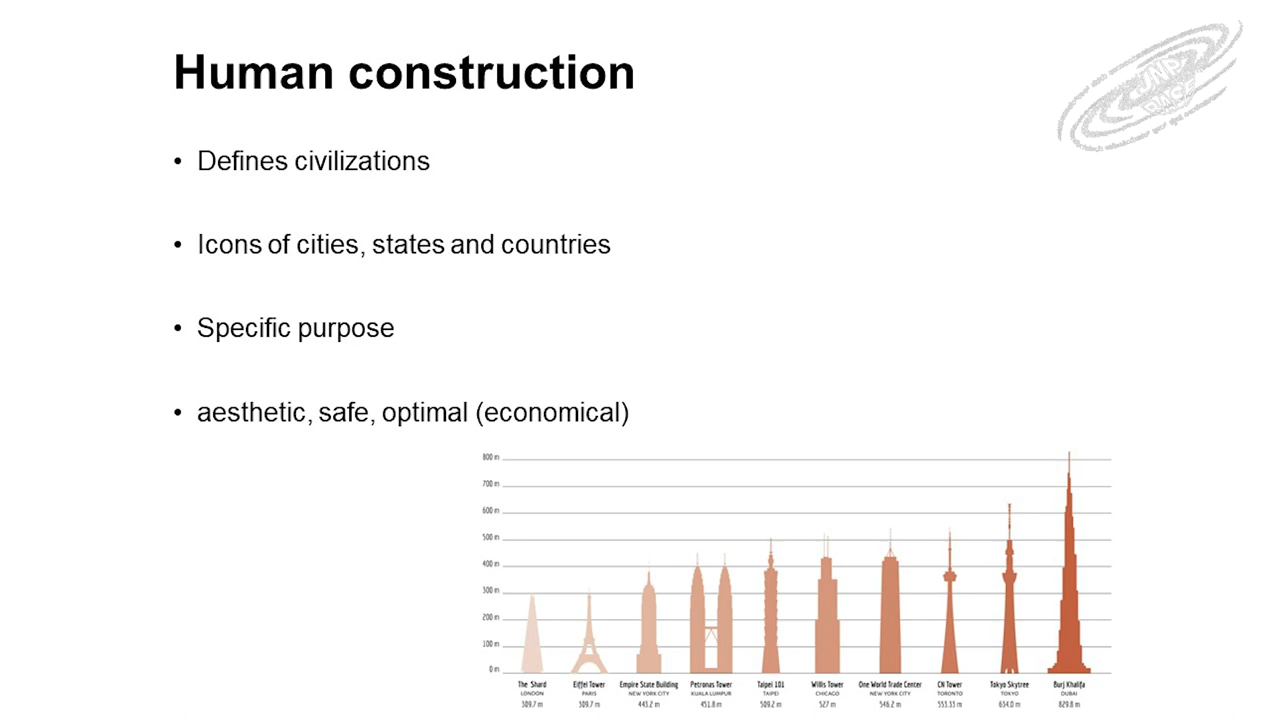 Human construction
• Defines civilizations
• Icons of cities, states and countries
• Specific purpose
• aesthetic, safe, optimal (economical)
800 m
700 m
600 m
500 m
400 m
300 m
200 m
100 m
0 m
The Shard
LONDON
309.7 m
Eiffel Tower
PARIS
309.7 m
Empire State Building
NEW YORK CITY
443.2 m
Petronas Tower
KUALA LUMPUR
451.8 m
Taipei 101
TAIPEI
509.2 m
Willis Tower
CHICAGO
527 m
One World Trade Center
NEW YORK CITY
546.2 m
CN Tower
TORONTO
553.33 m
Tokyo Skytree
TOKYO
634.0 m
Burj Khalifa
DUBAI
829.8 m